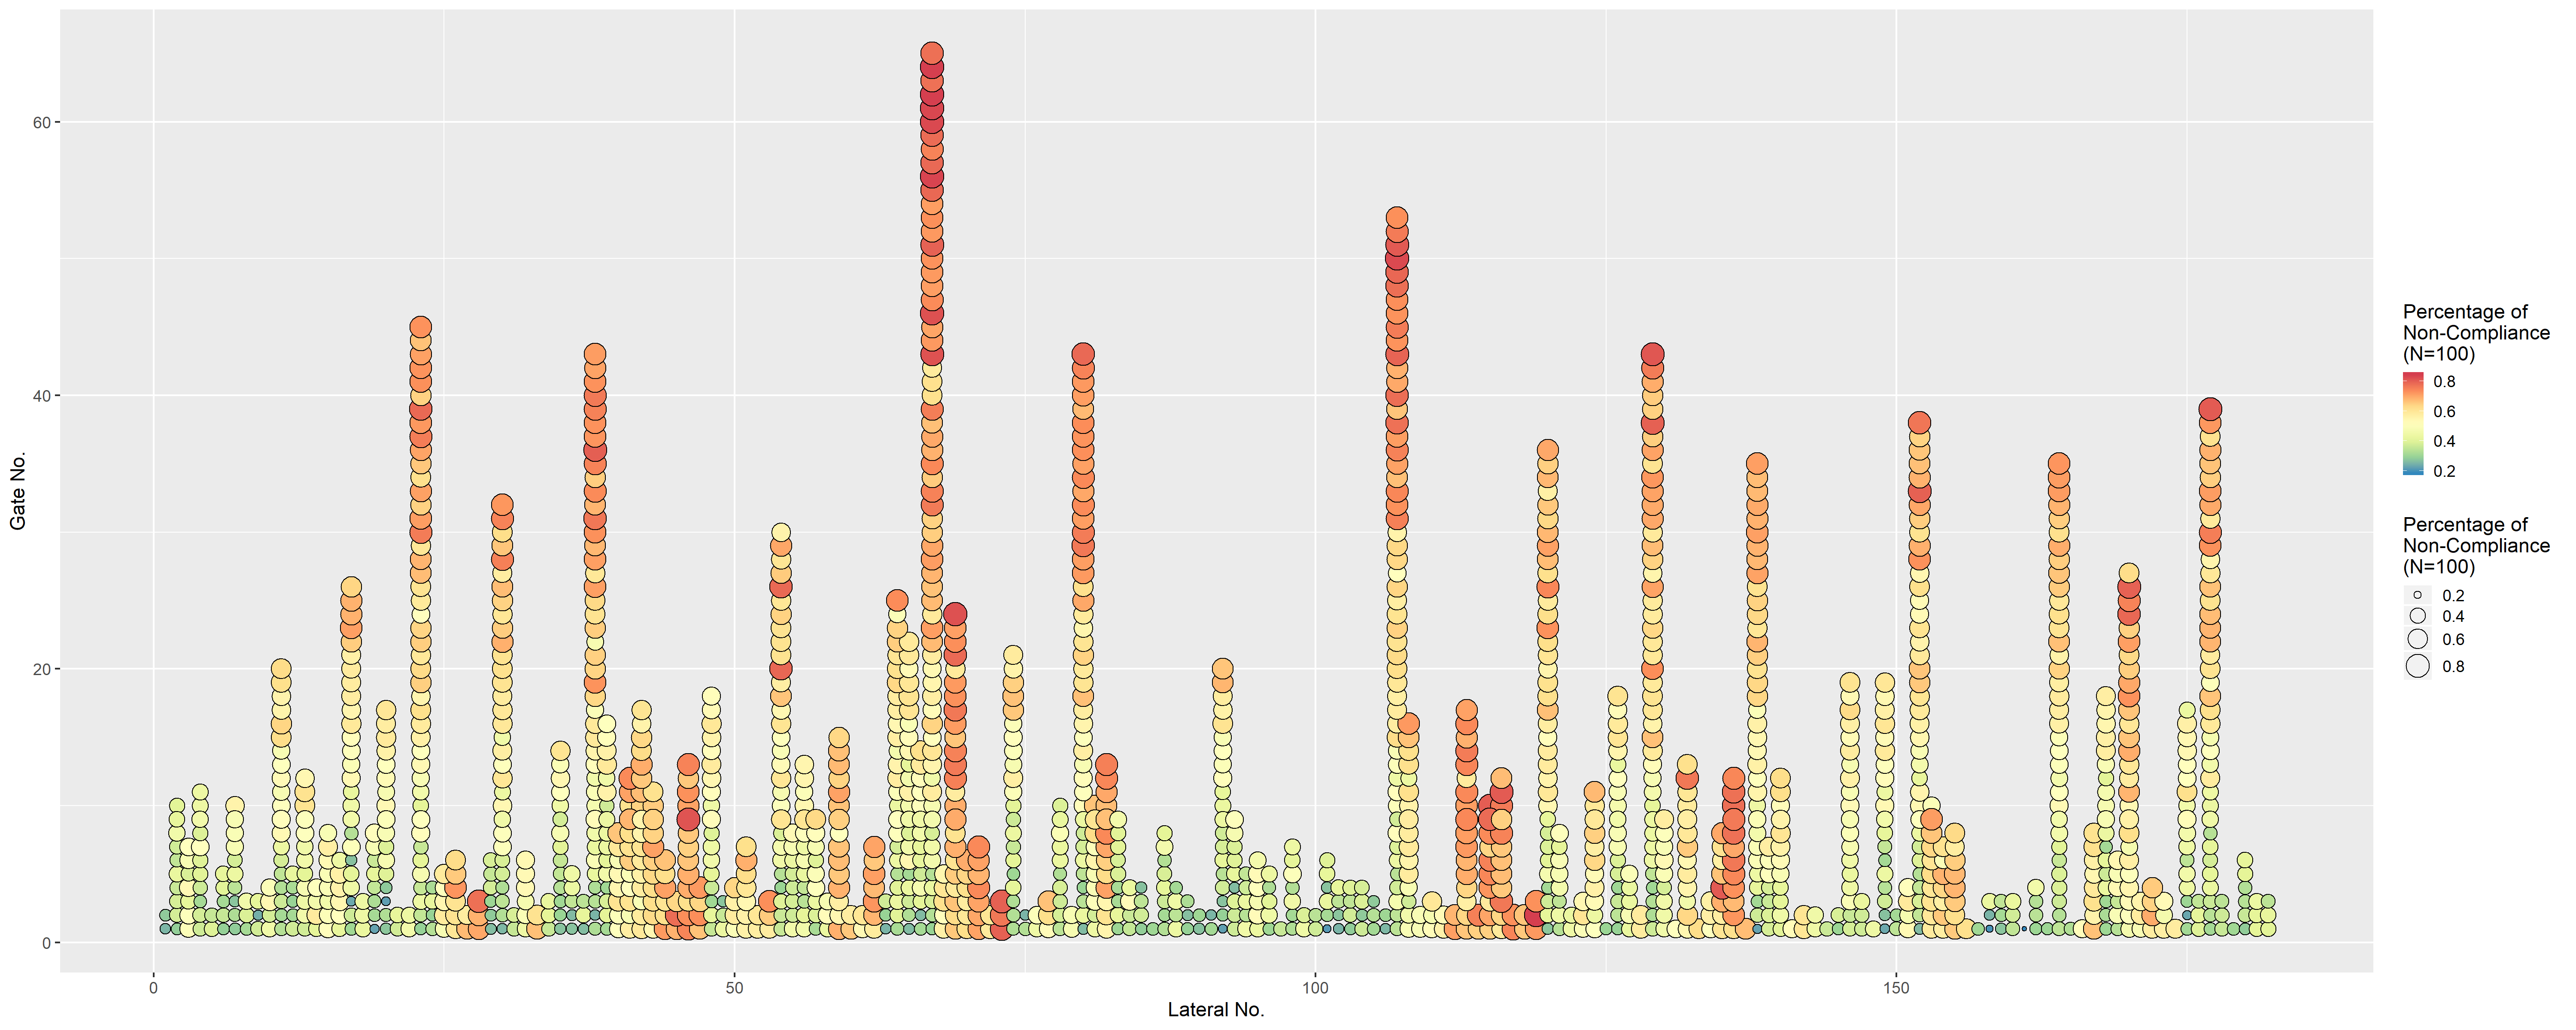 60
40
20
0
Gate No.
0
50
100
150
Lateral No.
Percentage of
Non-Compliance
(N=100)
0.8
0.6
0.4
0.2
Percentage of
Non-Compliance
(N=100)
0.2
0.4
0.6
0.8